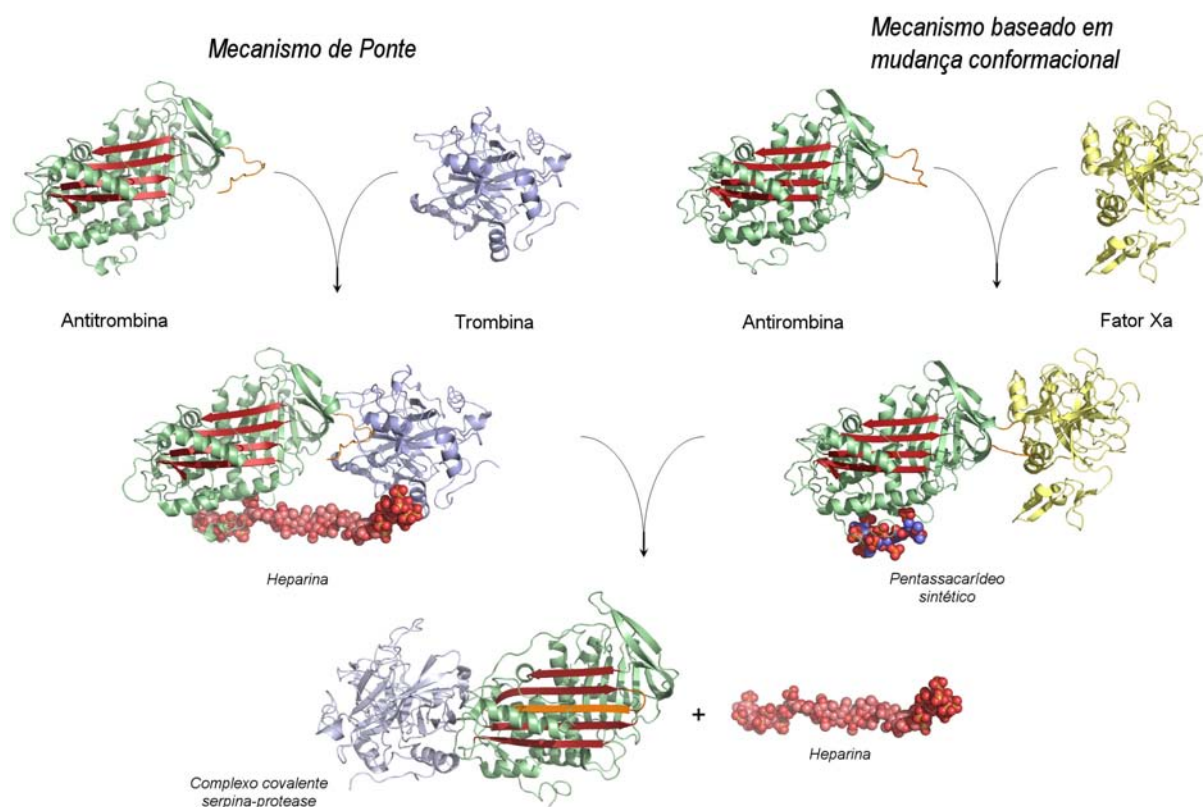 Mecanismo de Ponte
Mecanismo baseado em
mudança conformacional
Antitrombina
Trombina
Antirombina
Fator Xa
Heparina
Pentassacarídeo
sintético
+
Heparina
Complexo covalente
serpina-protease